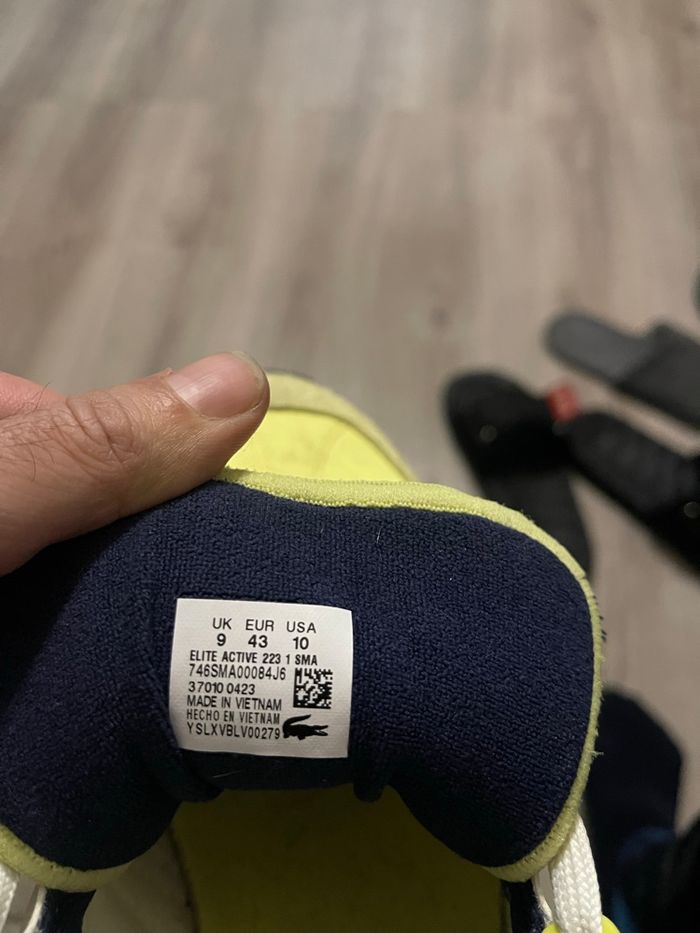 UK EUR USA
9 43 10
ELITE ACTIVE 223 1 SMA
746SMA00084J6
37010 0423
MADE IN VIETNAM
HECHO EN VIETNAM
YSLXVBLV00279